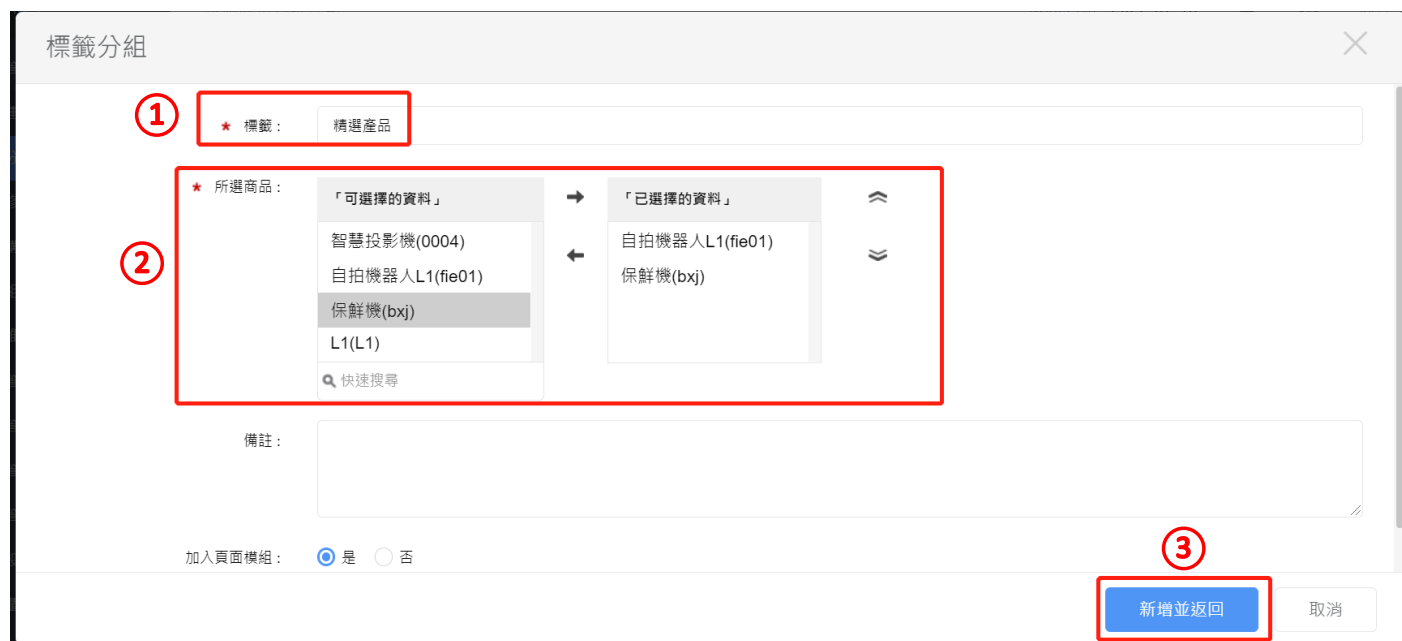 標籤分組
①
* 標籤：
精選產品
* 所選商品：
「可選擇的資料」
「已選擇的資料」
②
智慧投影機(0004)
自拍機器人L1(fie01)
保鮮機(bxj)
L1(L1)
快速搜尋
自拍機器人L1(fie01)
保鮮機(bxj)
備註：
加入頁面模組：
是
否
③
新增並返回
取消